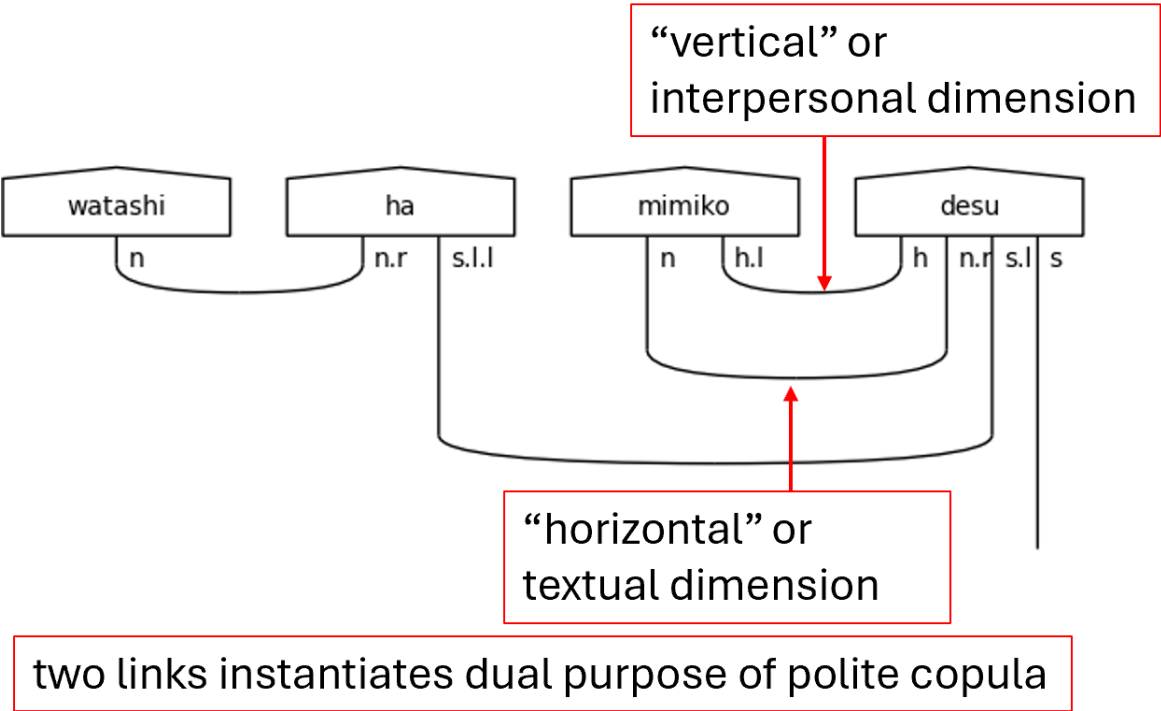 “vertical” or
interpersonal dimension
watashi ha mimiko desu
n n.r s.l.l n h.l h n.r s.l s
“horizontal” or
textual dimension
two links instantiates dual purpose of polite copula